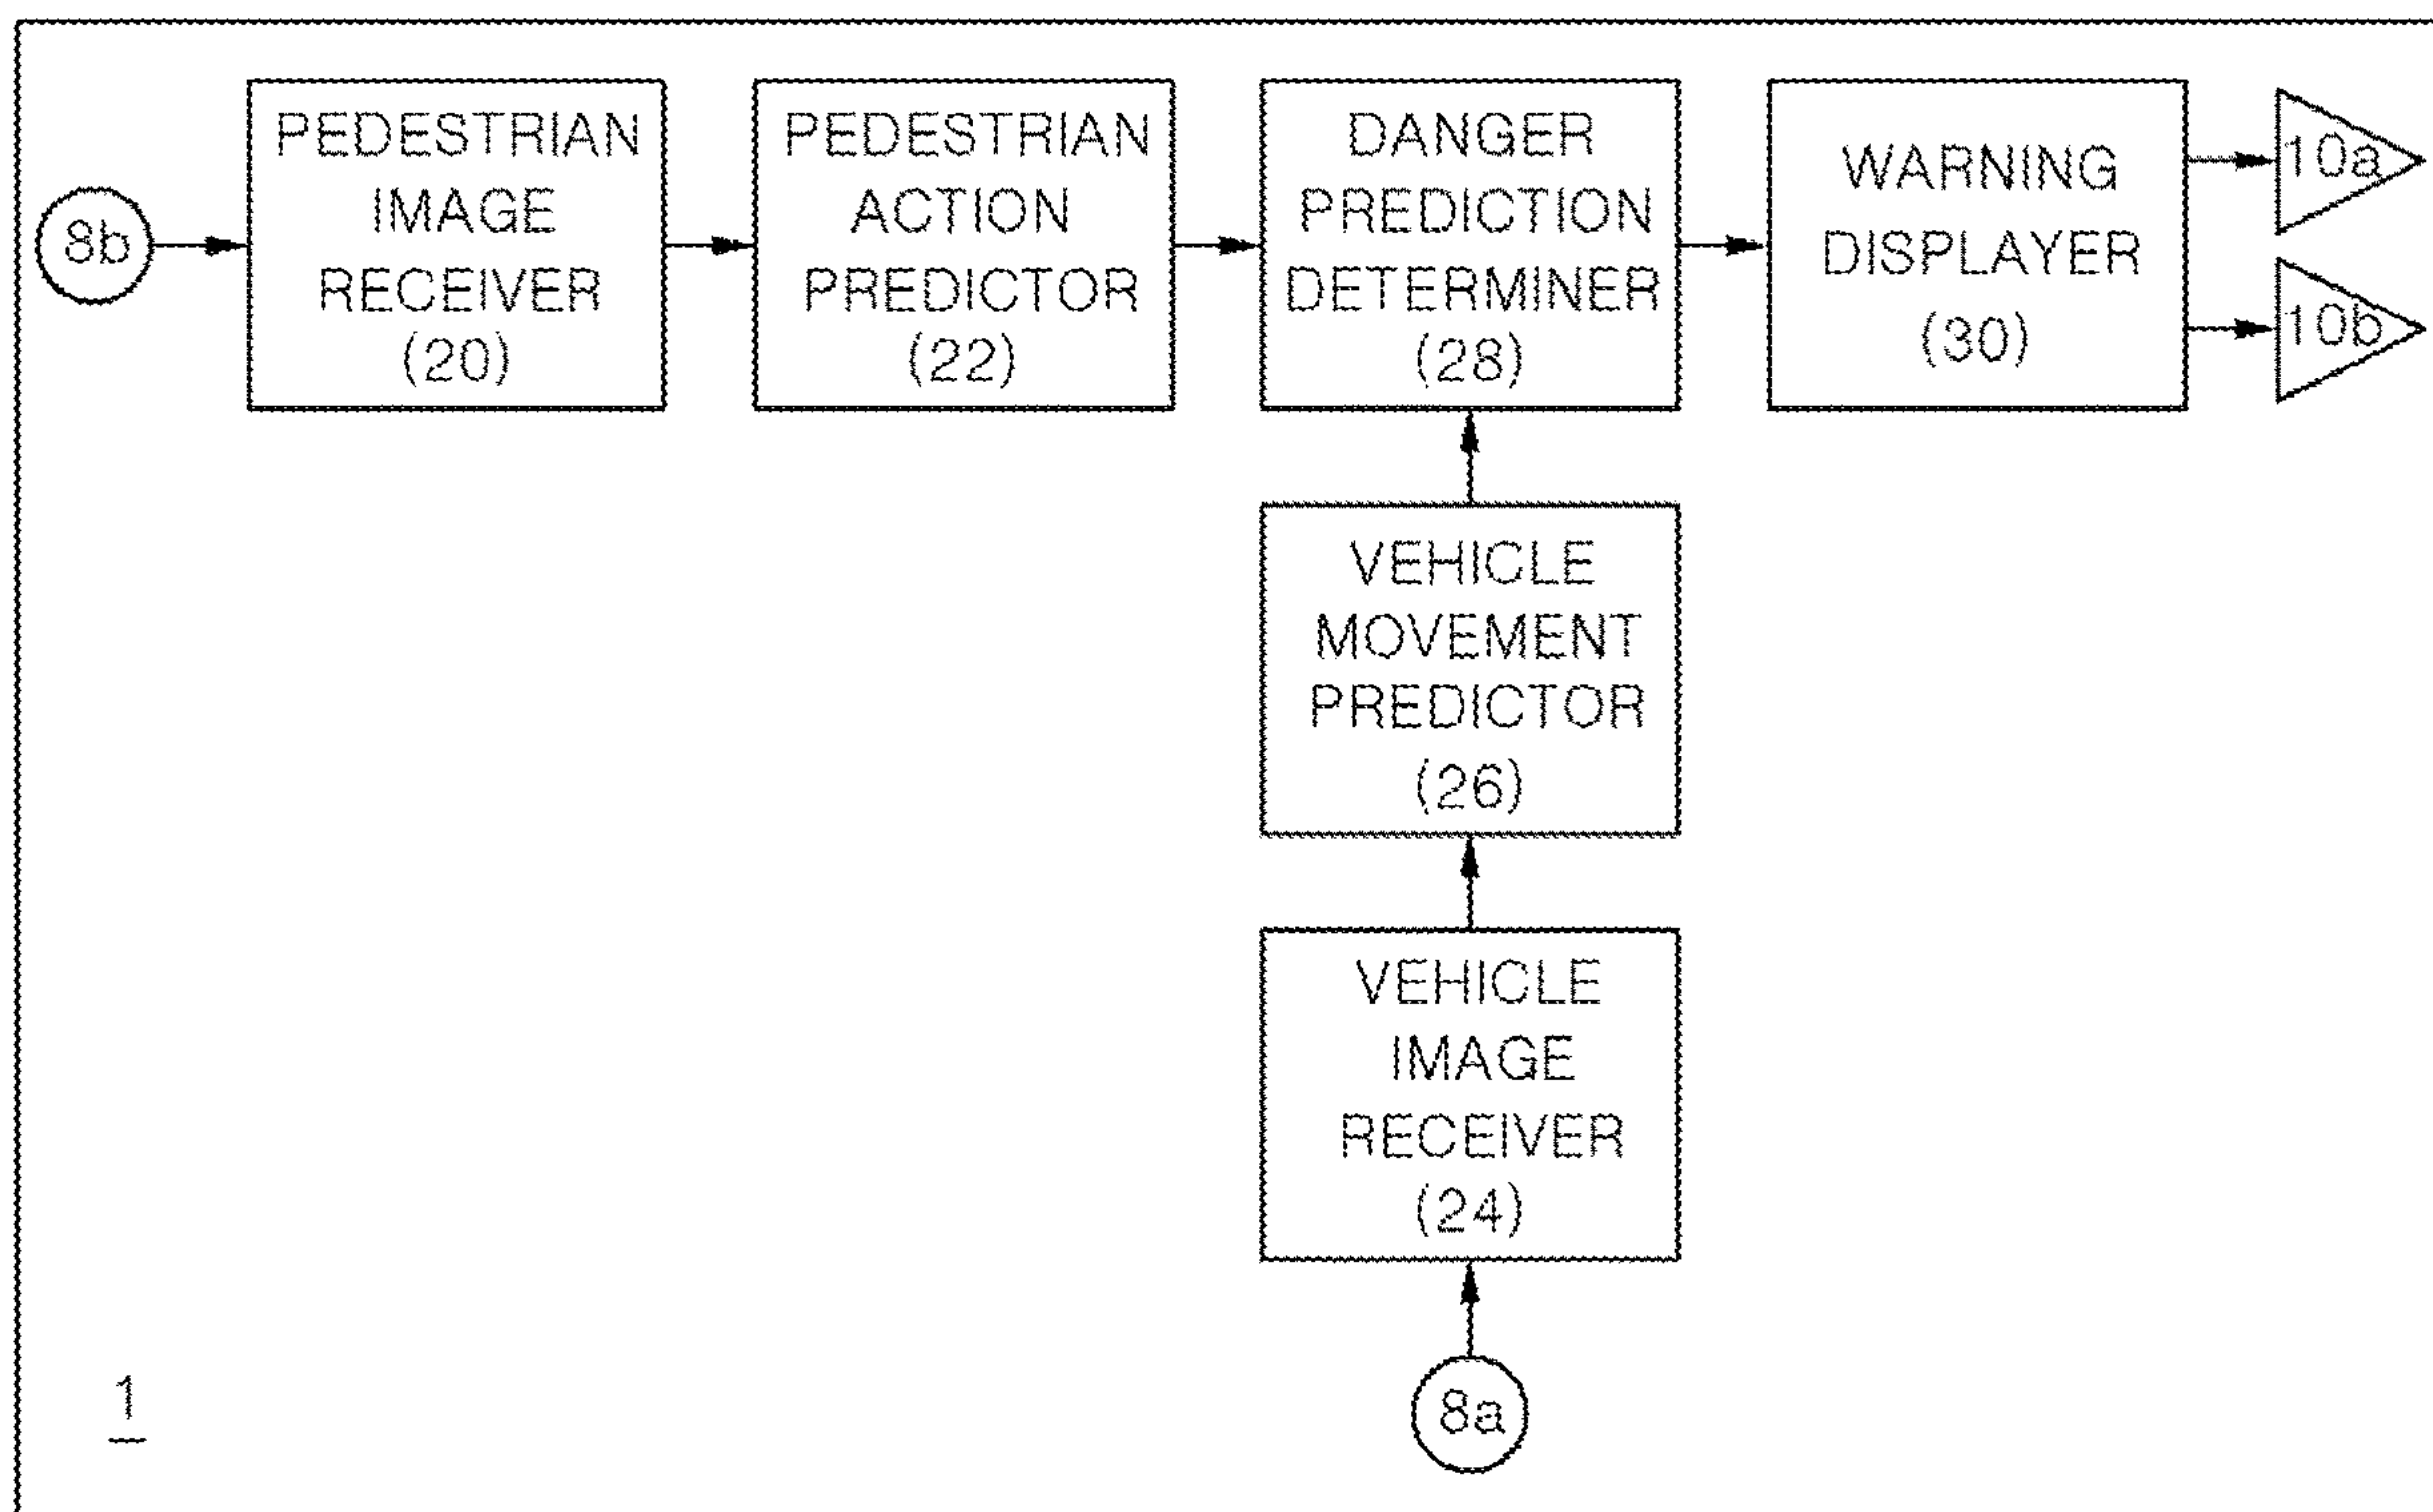 8b
PEDESTRIAN
IMAGE
RECEIVER
(20)
PEDESTRIAN
ACTION
PREDICTOR
(22)
DANGER
PREDICTION
DETERMINER
(28)
WARNING
DISPLAYER
(30)
10a
10b
VEHICLE
MOVEMENT
PREDICTOR
(26)
VEHICLE
IMAGE
RECEIVER
(24)
8a
1